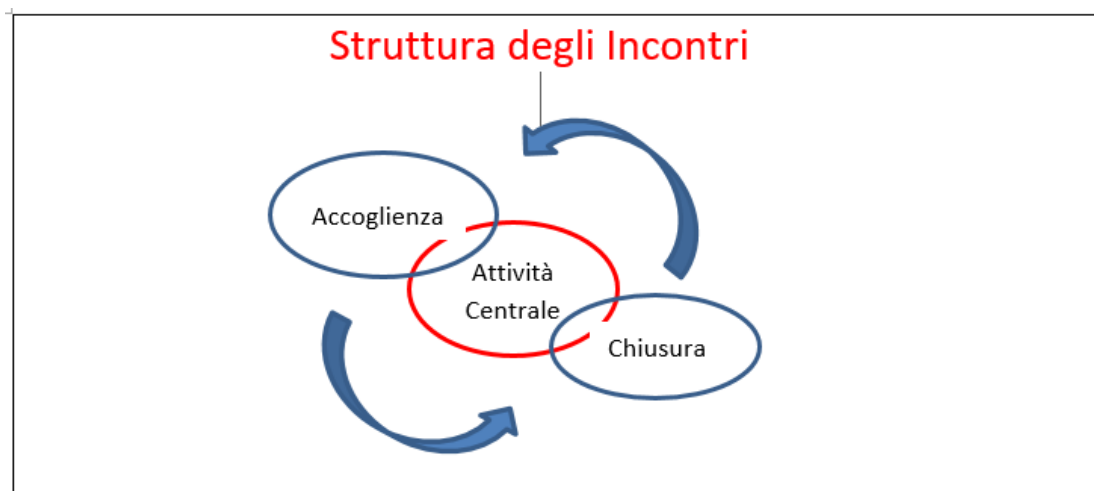 Struttura degli Incontri
Accoglienza
Attività
Centrale
Chiusura